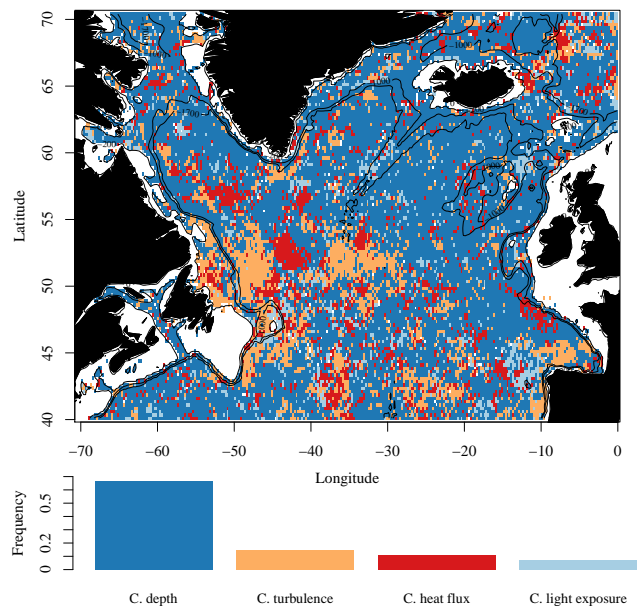 70
65
60
55
50
45
40
Latitude
−70
−60
−50
−40
−30
−20
−10
0
Longitude
Frequency
0.5
0.2
0
C. depth
C. turbulence
C. heat flux
C. light exposure